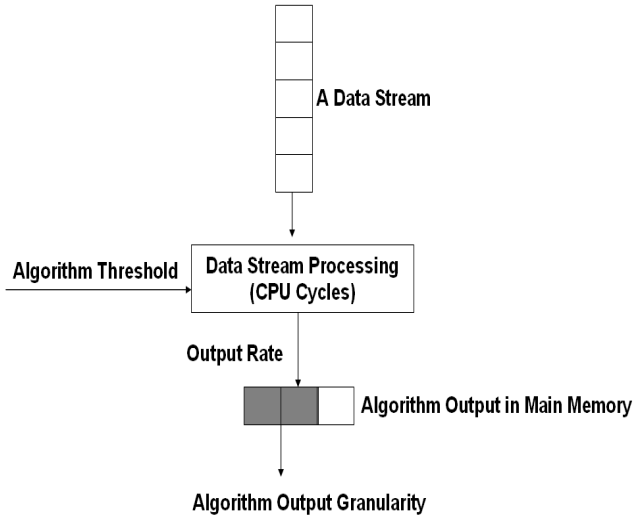 A Data Stream
Algorithm Threshold
Data Stream Processing
(CPU Cycles)
Output Rate
Algorithm Output in Main Memory
Algorithm Output Granularity